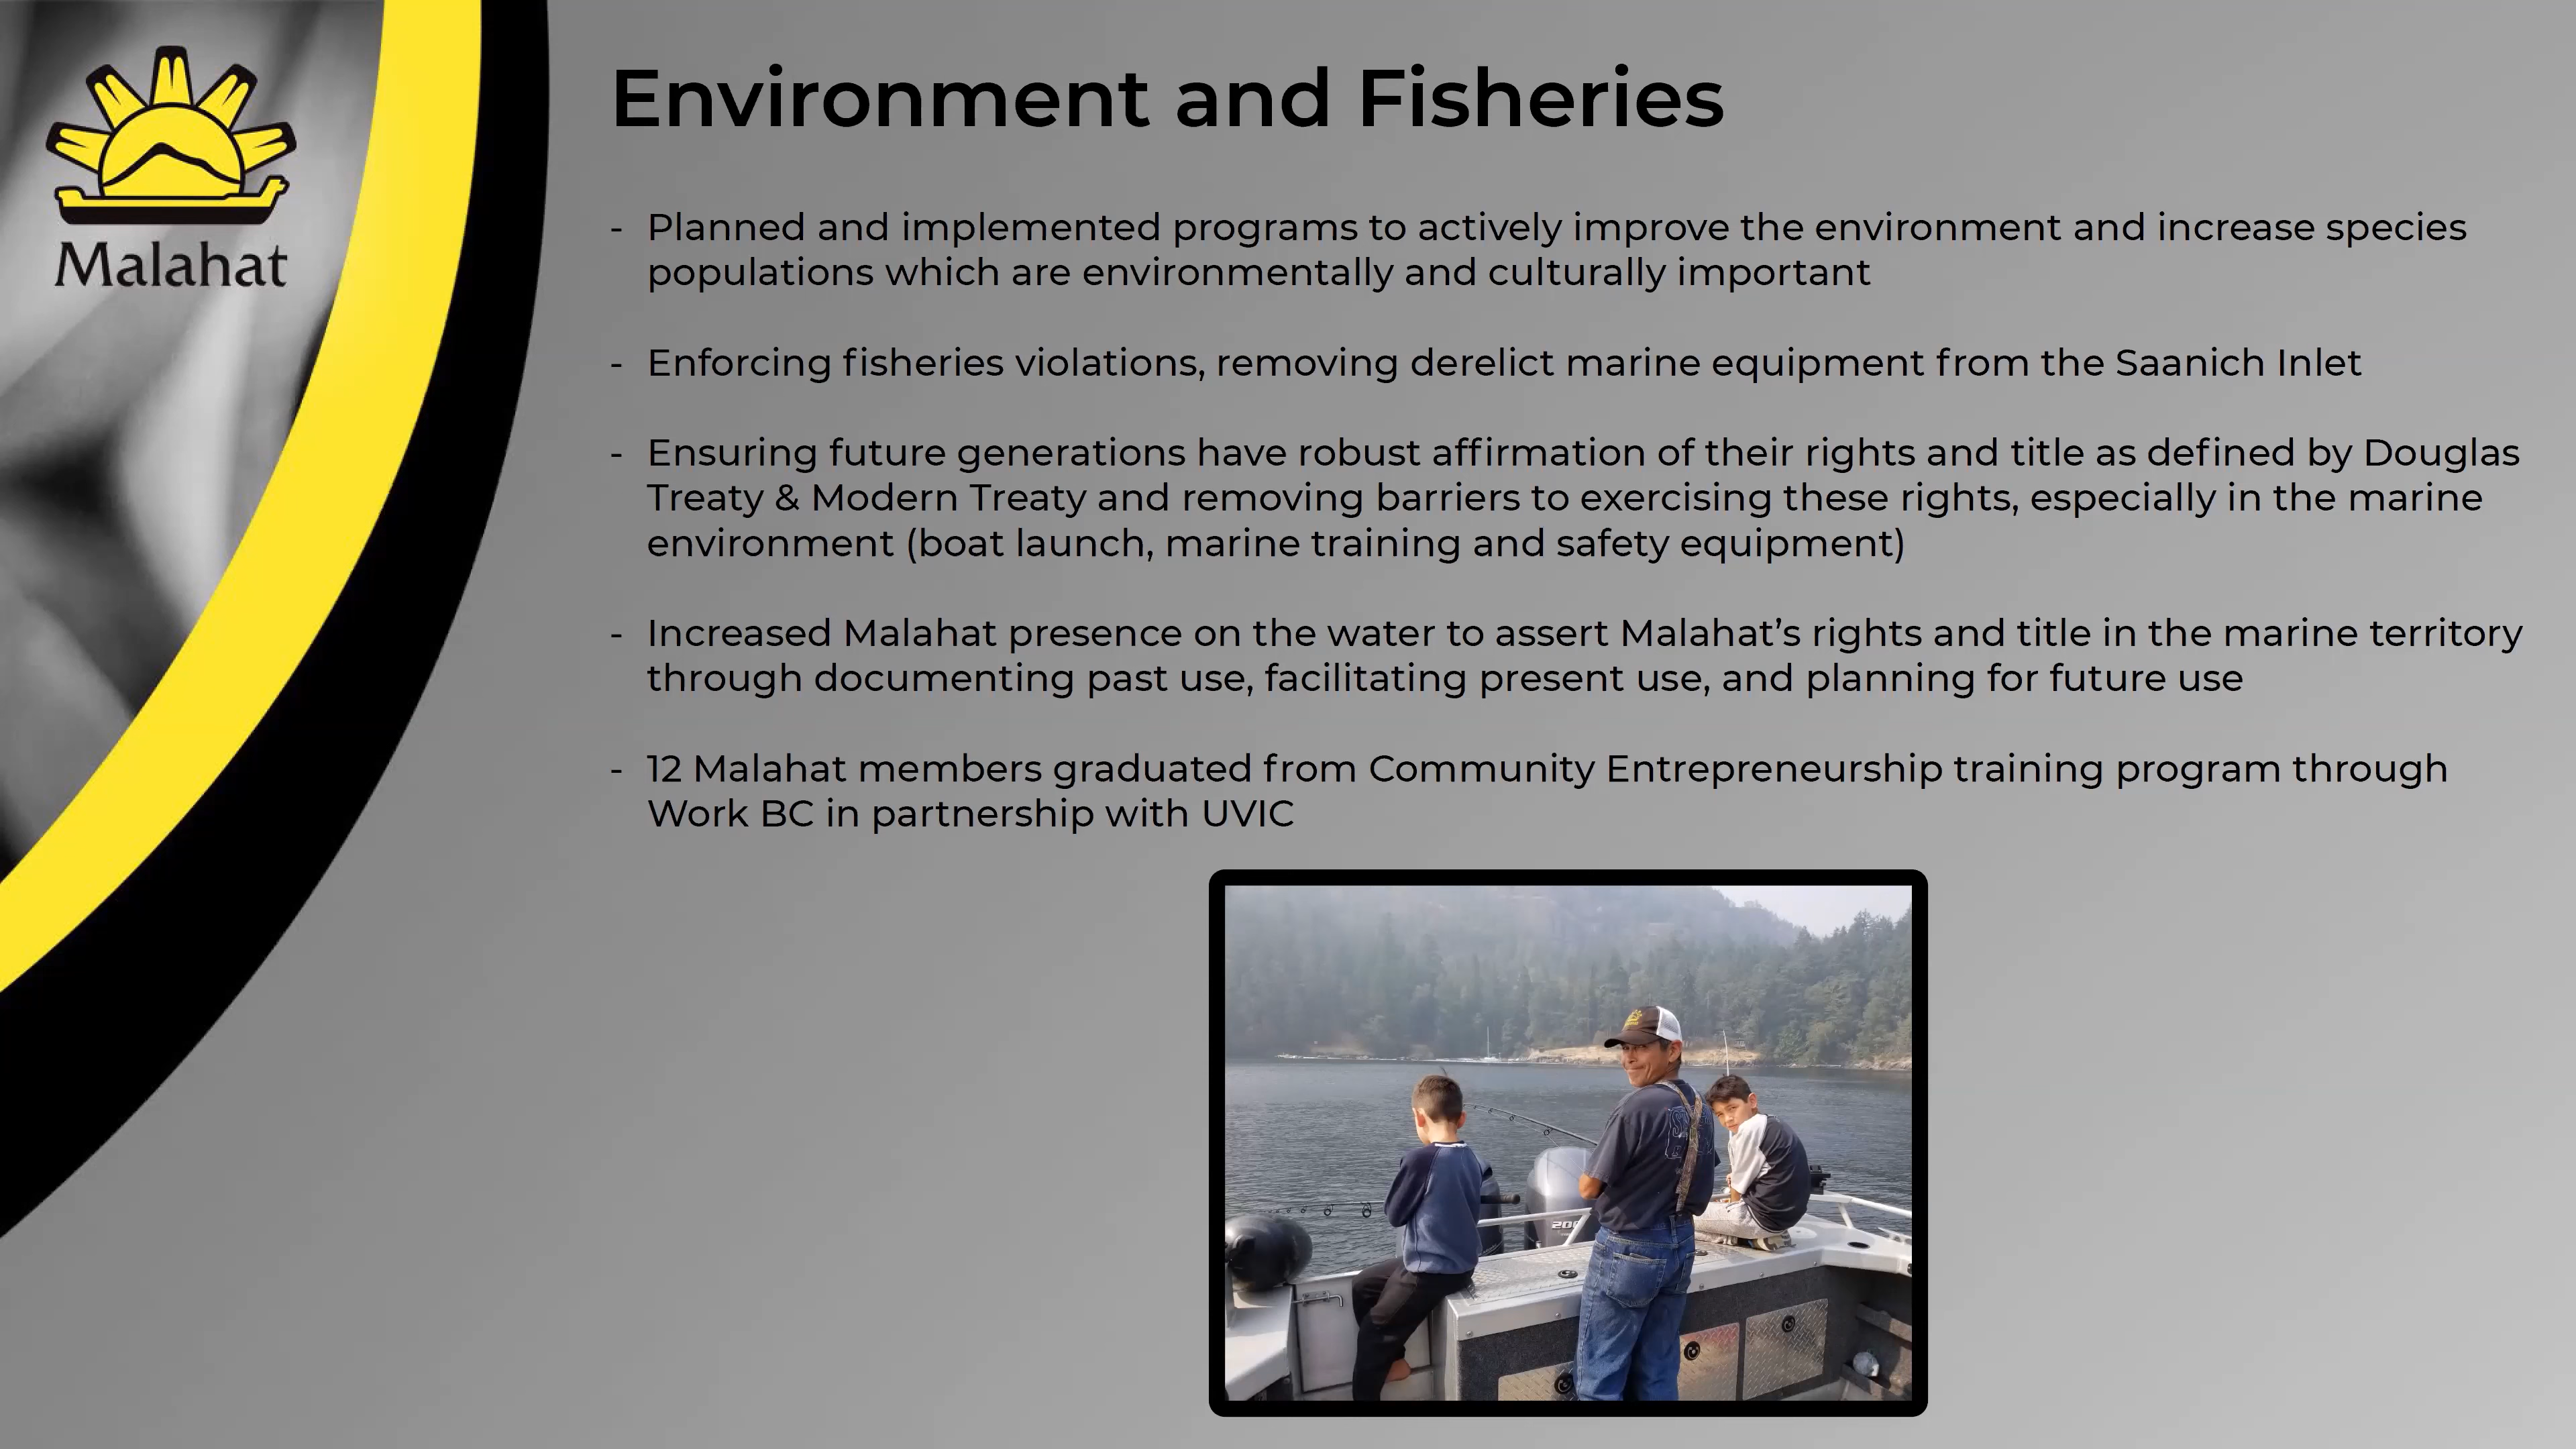 Malahat
Environment and Fisheries
- Planned and implemented programs to actively improve the environment and increase species
populations which are environmentally and culturally important
- Enforcing fisheries violations, removing derelict marine equipment from the Saanich Inlet
- Ensuring future generations have robust affirmation of their rights and title as defined by Douglas
Treaty & Modern Treaty and removing barriers to exercising these rights, especially in the marine
environment (boat launch, marine training and safety equipment)
- Increased Malahat presence on the water to assert Malahat’s rights and title in the marine territory
through documenting past use, facilitating present use, and planning for future use
- 12 Malahat members graduated from Community Entrepreneurship training program through
Work BC in partnership with UVIC